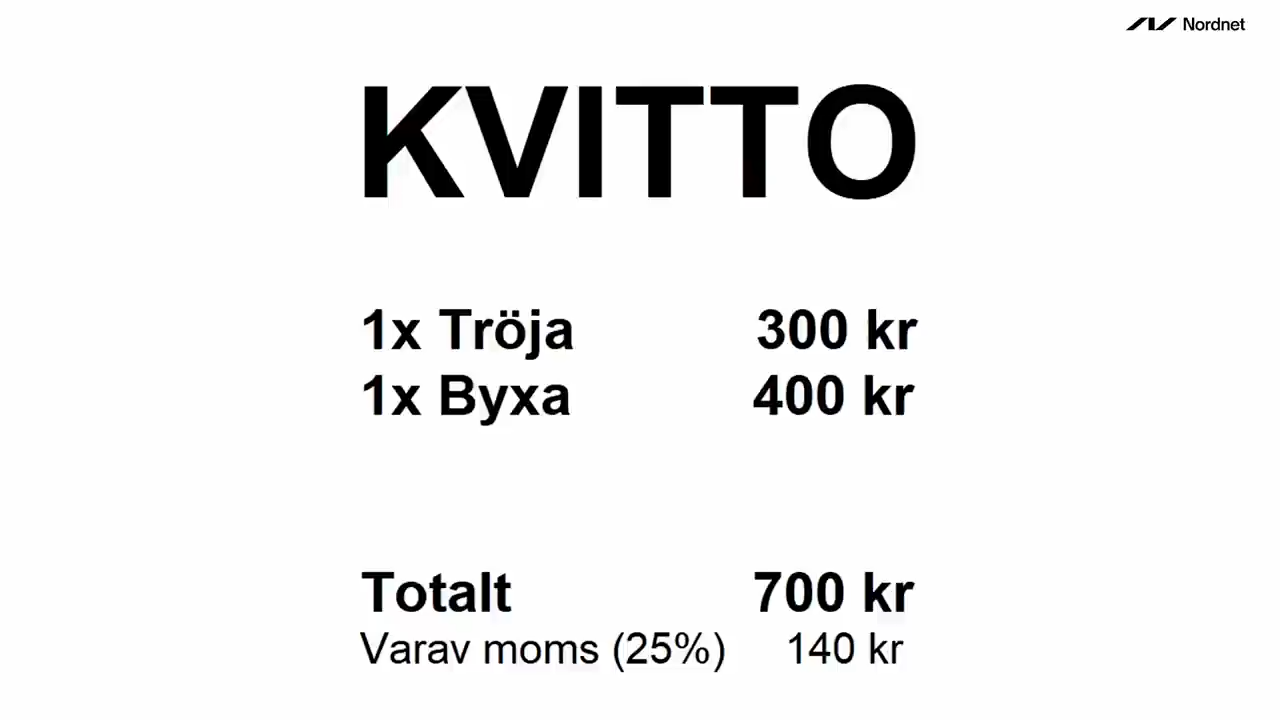 Nordnet
KVITTO
1x Tröja 300 kr
1x Byxa 400 kr
Totalt 700 kr
Varav moms (25%) 140 kr